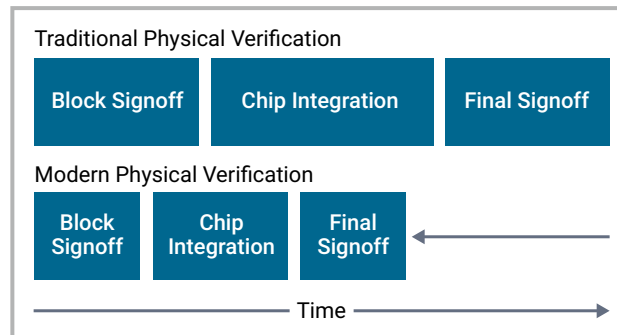 Traditional Physical Verification
Block Signoff
Chip Integration
Final Signoff
Modern Physical Verification
Block
Signoff
Chip
Integration
Final
Signoff
Time